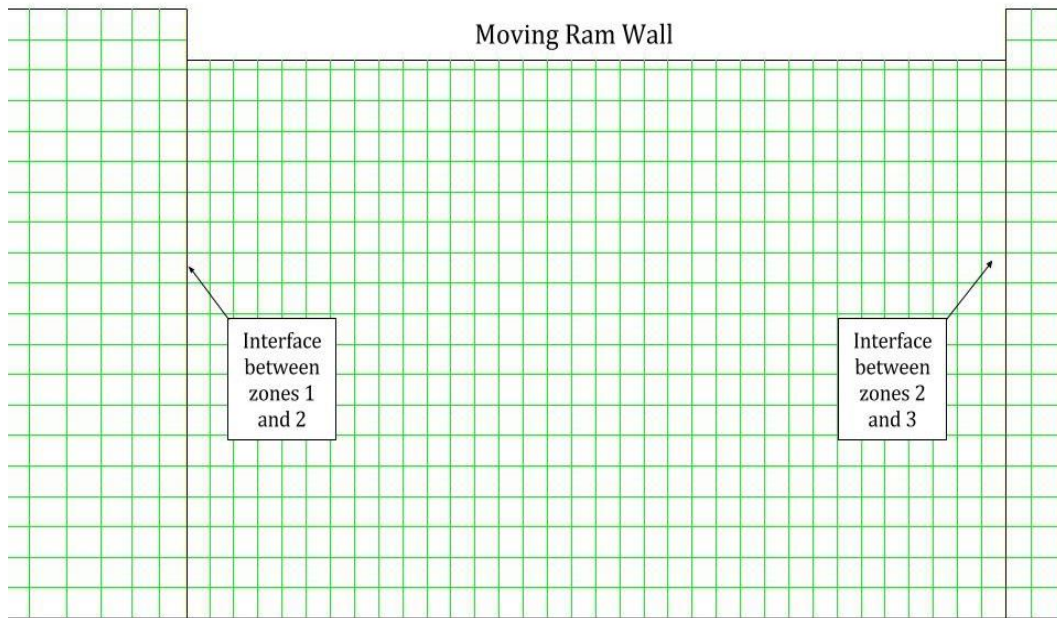 Moving Ram Wall
Interface
between
zones 1
and 2
Interface
between
zones 2
and 3